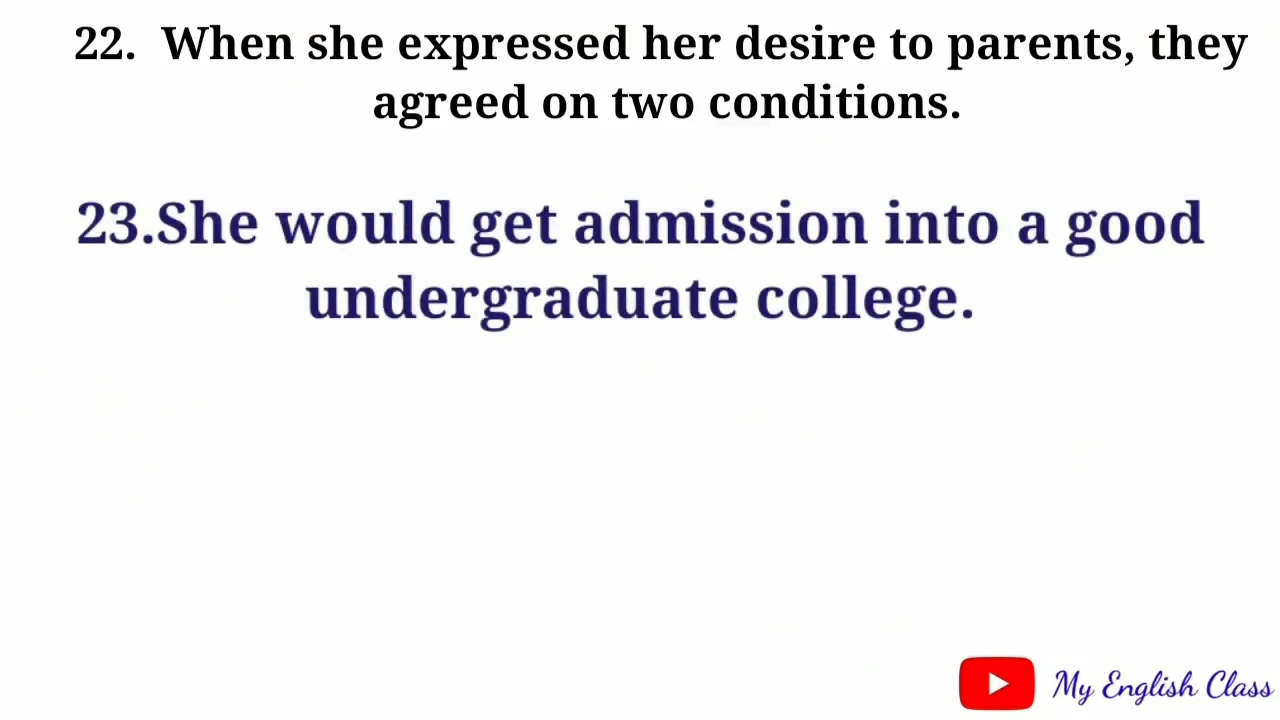 22. When she expressed her desire to parents, they
agreed on two conditions.
23.She would get admission into a good
undergraduate college.
My English Class